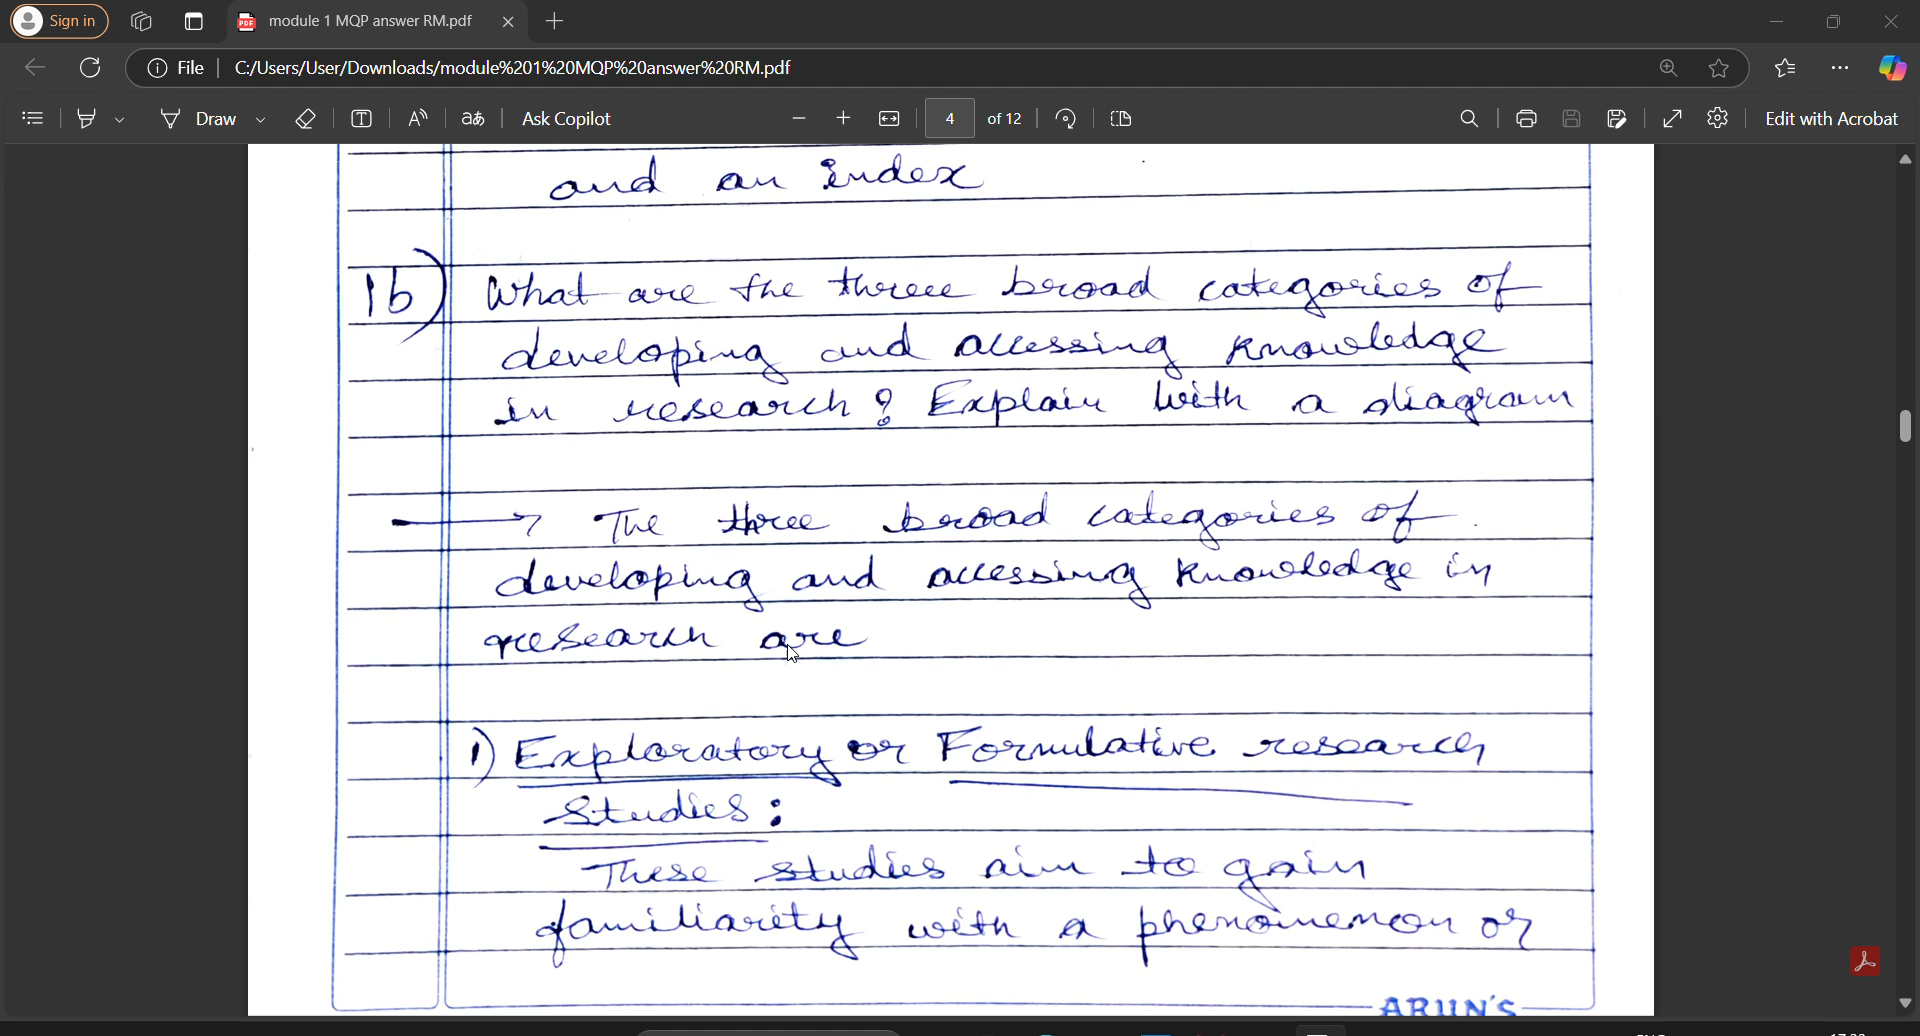 Sign in
module 1 MQP answer RM.pdf
File
C:/Users/User/Downloads/module%201%20MQP%20answer%20RM.pdf
Draw
Ask Copilot
4 of 12
Edit with Acrobat
and an index
1b) What are the three broad categories of
developing and accessing knowledge
in research? Explain with a diagram
→ The three broad categories of
developing and accessing knowledge in
research are
1) Exploratory or Formulative research
Studies:
These studies aim to gain
familiarity with a phenomenon or
ARUN'S